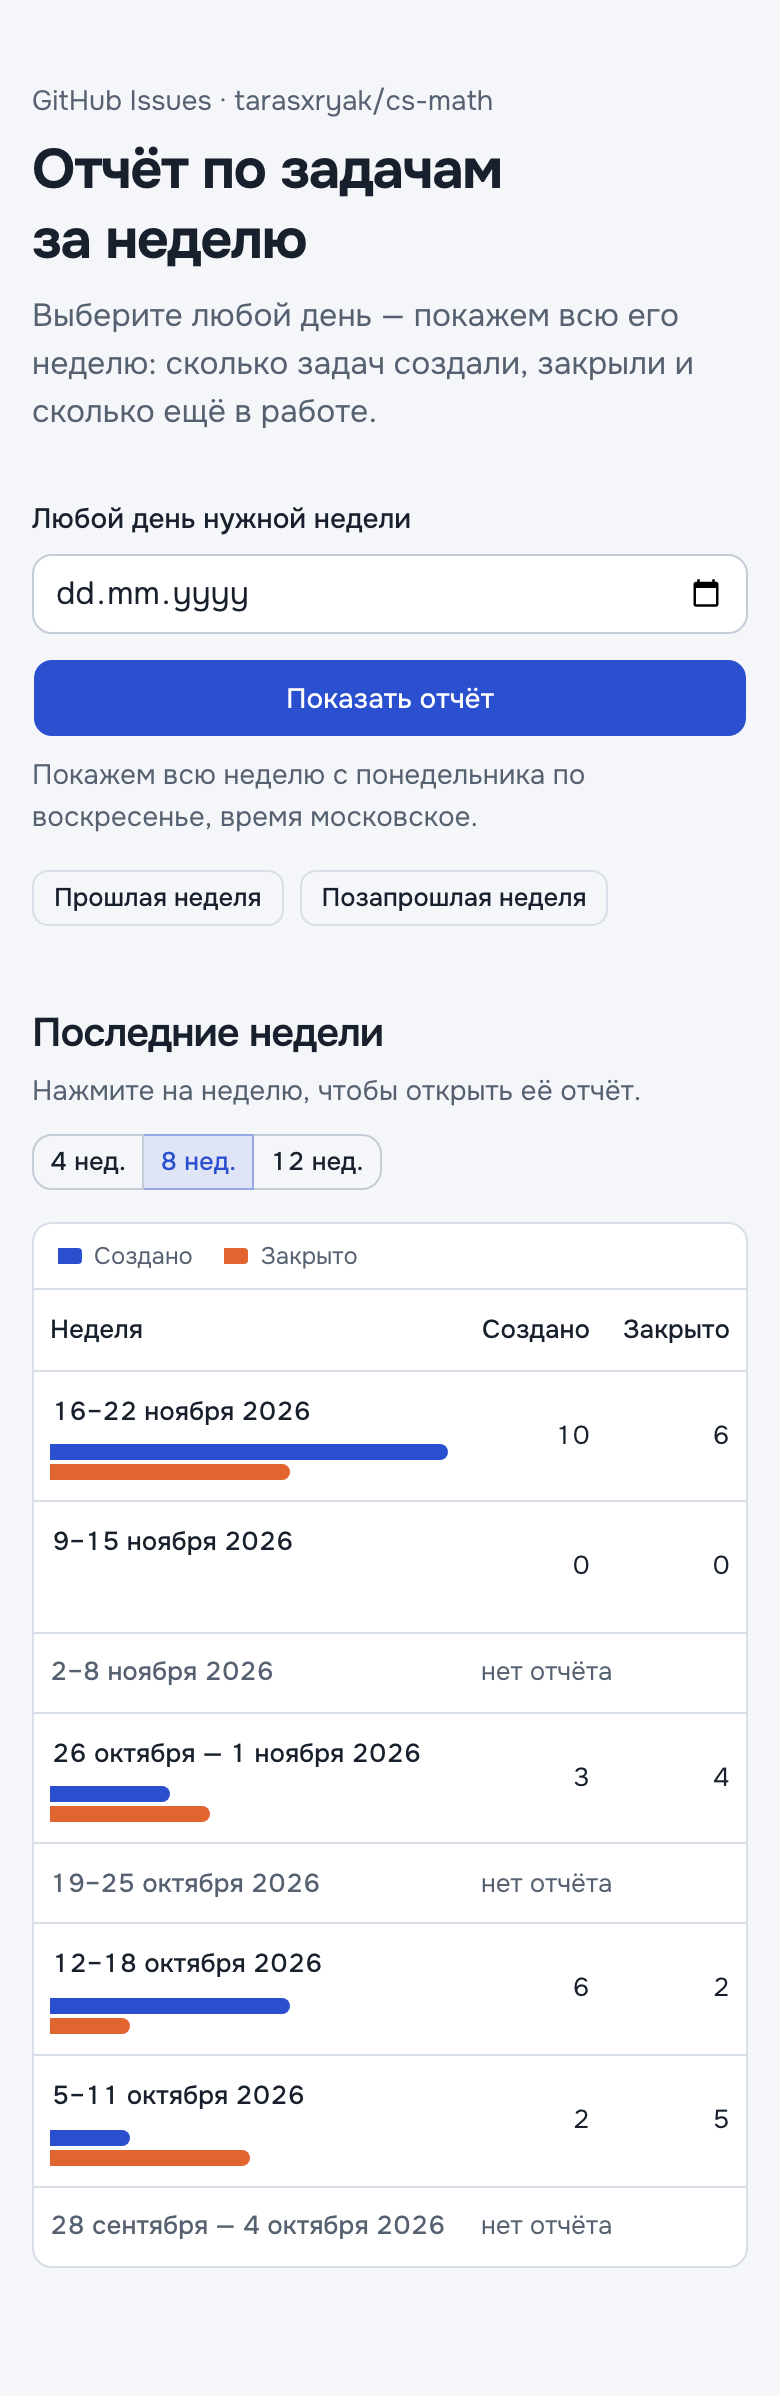 GitHub Issues · tarasxryak/cs-math
Отчёт по задачам
за неделю
Выберите любой день — покажем всю его
неделю: сколько задач создали, закрыли и
сколько ещё в работе.
Любой день нужной недели
dd.mm.yyyy
Показать отчёт
Покажем всю неделю с понедельника по
воскресенье, время московское.
Прошлая неделя Позапрошлая неделя
Последние недели
Нажмите на неделю, чтобы открыть её отчёт.
4 нед. 8 нед. 12 нед.
Создано Закрыто
Неделя Создано Закрыто
16–22 ноября 2026 10 6
9–15 ноября 2026 0 0
2–8 ноября 2026 нет отчёта
26 октября — 1 ноября 2026 3 4
19–25 октября 2026 нет отчёта
12–18 октября 2026 6 2
5–11 октября 2026 2 5
28 сентября — 4 октября 2026 нет отчёта